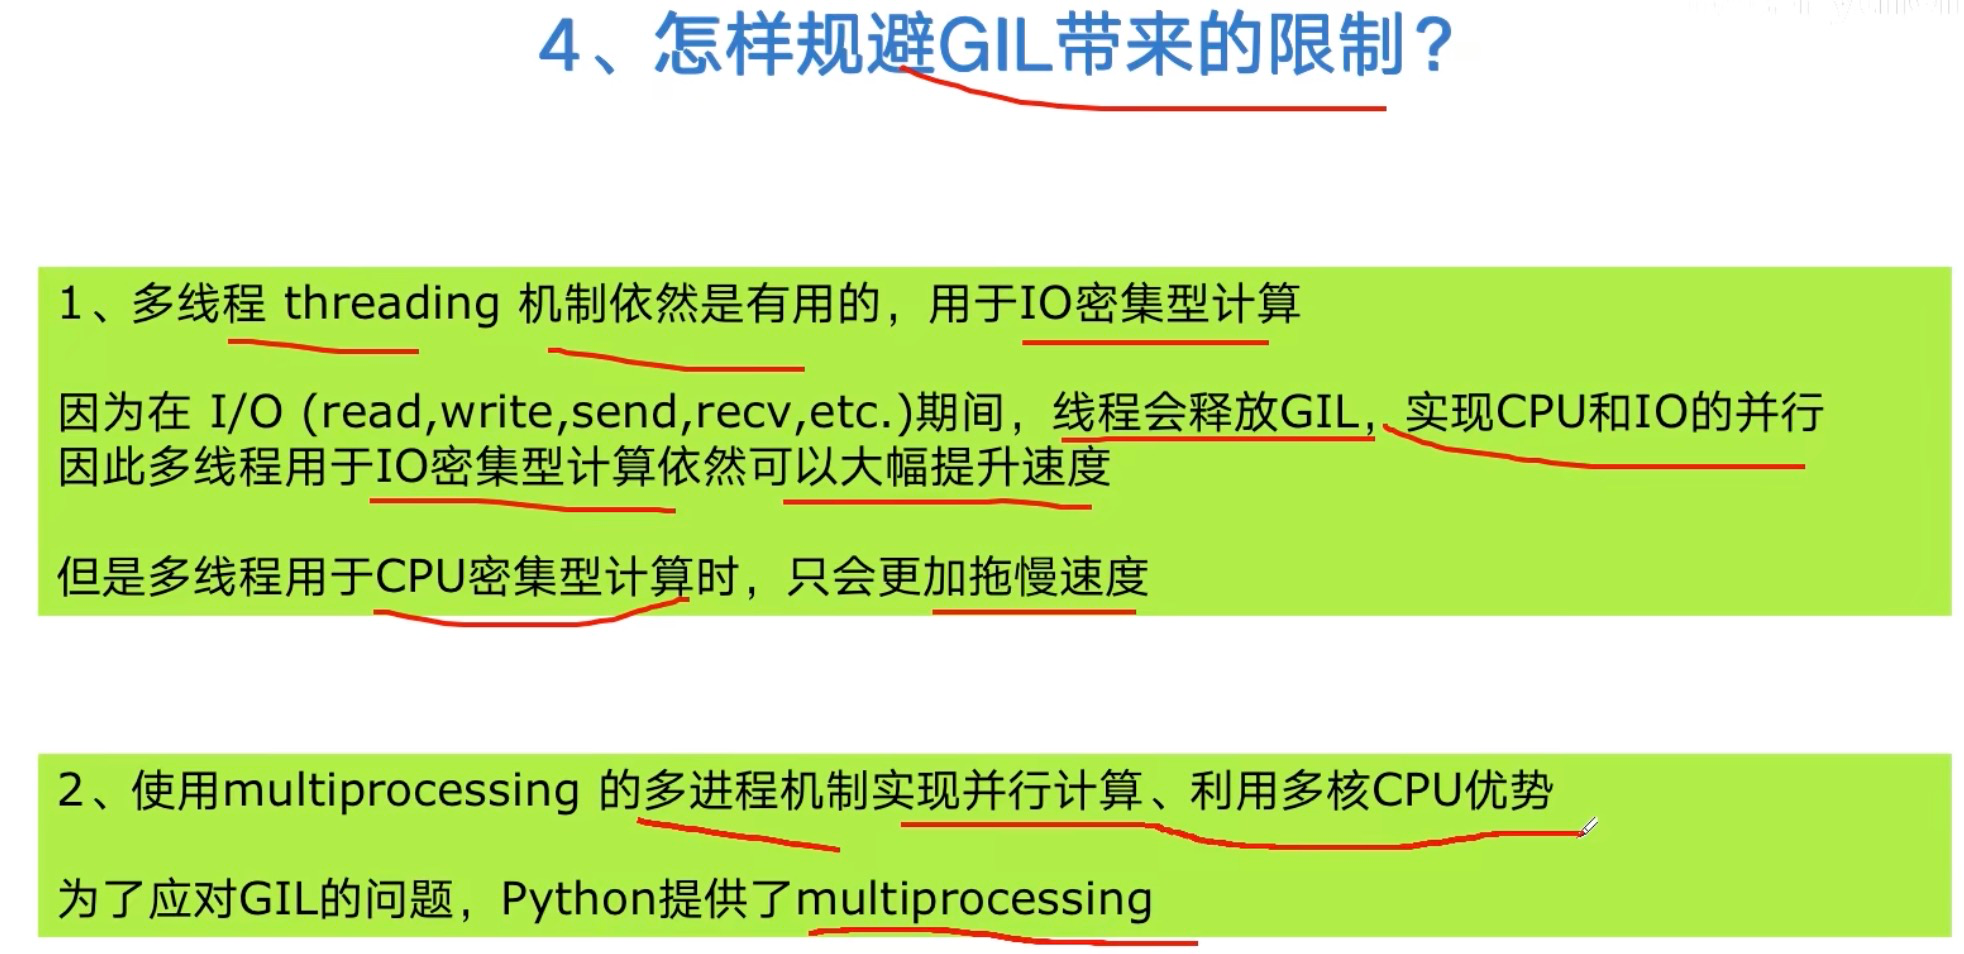 4、怎样规避GIL带来的限制？
1、多线程 threading 机制依然是有用的，用于IO密集型计算
因为在 I/O (read,write,send,recv,etc.)期间，线程会释放GIL，实现CPU和IO的并行
因此多线程用于IO密集型计算依然可以大幅提升速度
但是多线程用于CPU密集型计算时，只会更加拖慢速度
2、使用multiprocessing 的多进程机制实现并行计算、利用多核CPU优势
为了应对GIL的问题，Python提供了multiprocessing